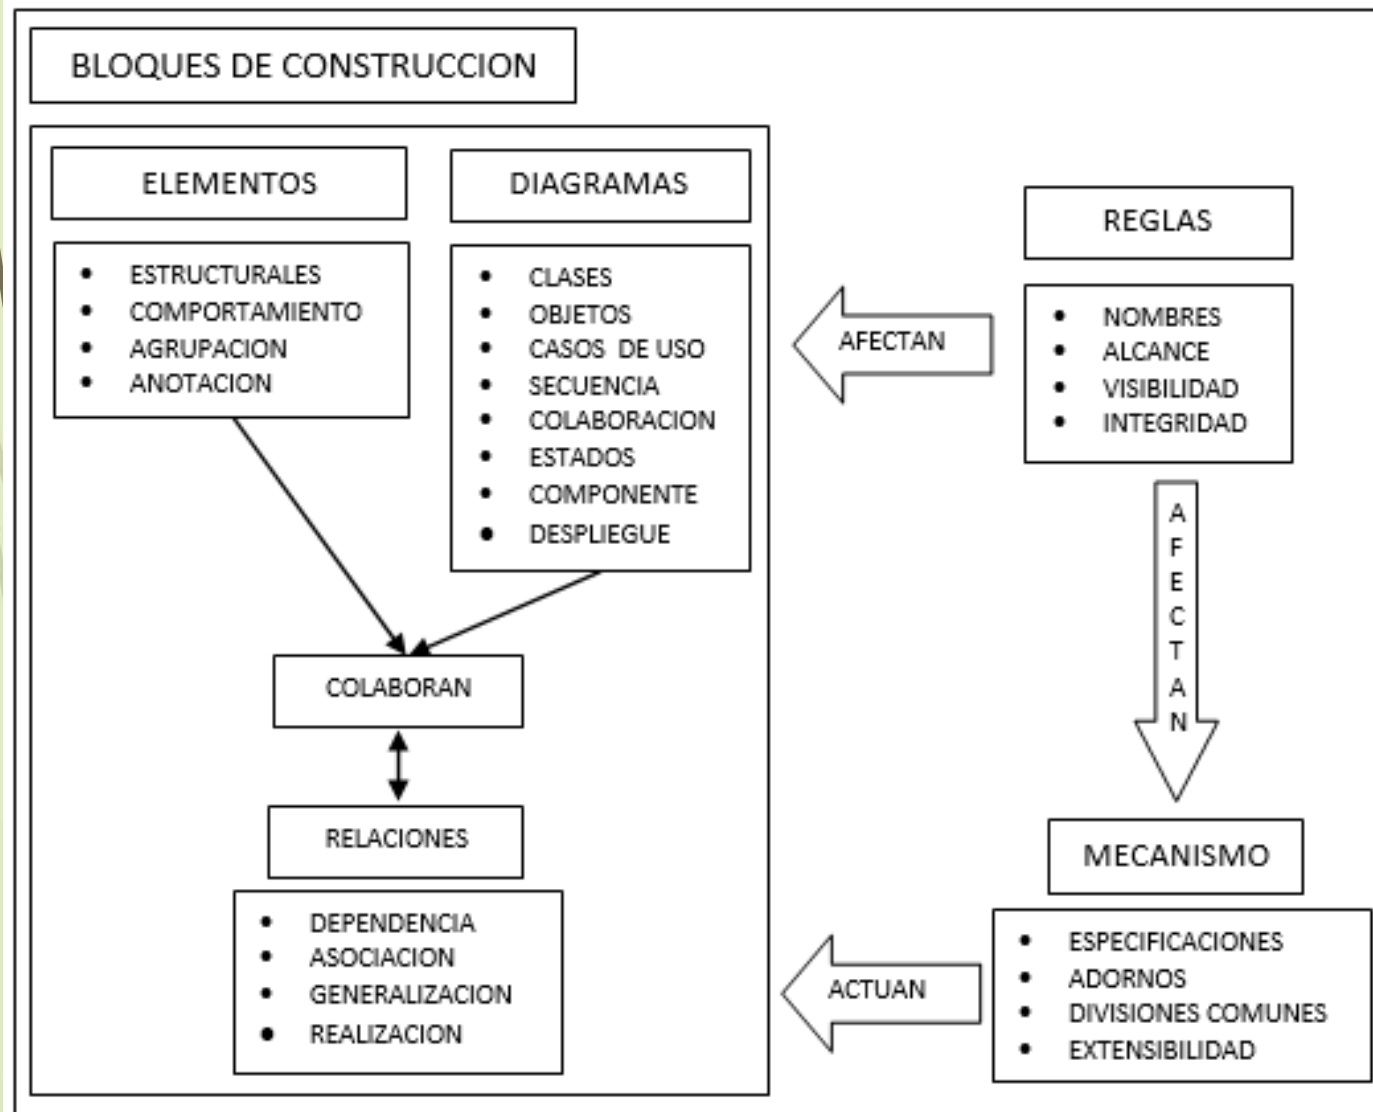 BLOQUES DE CONSTRUCCION
ELEMENTOS
• ESTRUCTURALES
• COMPORTAMIENTO
• AGRUPACION
• ANOTACION
DIAGRAMAS
• CLASES
• OBJETOS
• CASOS DE USO
• SECUENCIA
• COLABORACION
• ESTADOS
• COMPONENTE
• DESPLIEGUE
COLABORAN
RELACIONES
• DEPENDENCIA
• ASOCIACION
• GENERALIZACION
• REALIZACION
AFECTAN
REGLAS
• NOMBRES
• ALCANCE
• VISIBILIDAD
• INTEGRIDAD
AFECTAN
ACTUAN
MECANISMO
• ESPECIFICACIONES
• ADORNOS
• DIVISIONES COMUNES
• EXTENSIBILIDAD